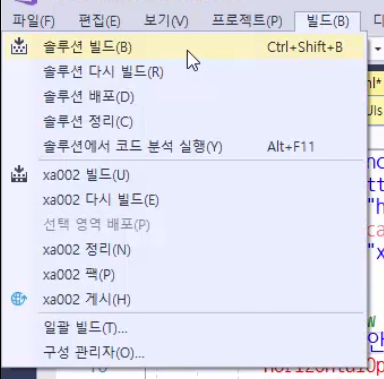 파일(F) 편집(E) 보기(V) 프로젝트(P) 빌드(B)
솔루션 빌드(B) Ctrl+Shift+B
솔루션 다시 빌드(R)
솔루션 배포(D)
솔루션 정리(C)
솔루션에서 코드 분석 실행(Y) Alt+F11
xa002 빌드(U)
xa002 다시 빌드(E)
선택 영역 배포(P)
xa002 정리(N)
xa002 팩(P)
xa002 게시(H)
일괄 빌드(T)...
구성 관리자(O)...